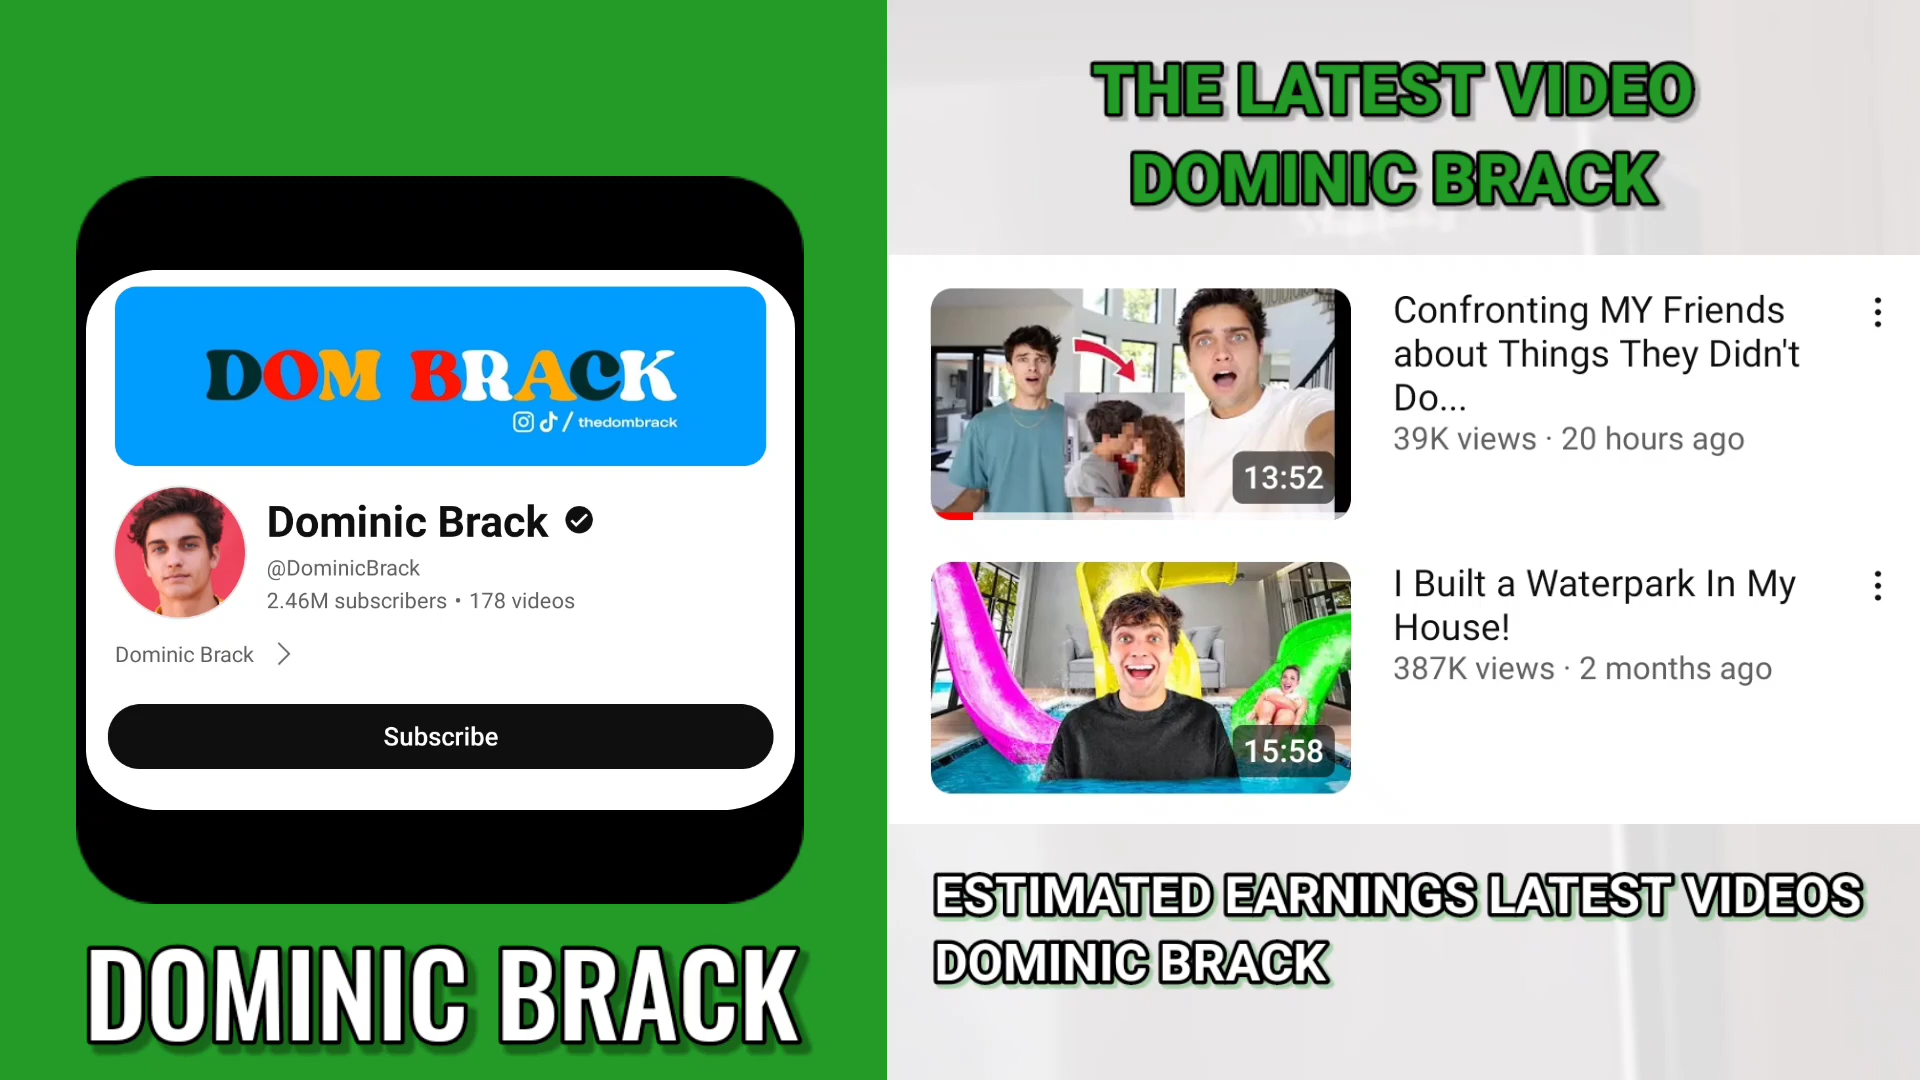 DOM BRACK
/ thedombrack
Dominic Brack
@DominicBrack
2.46M subscribers • 178 videos
Dominic Brack
Subscribe
DOMINIC BRACK
THE LATEST VIDEO
DOMINIC BRACK
13:52
Confronting MY Friends
about Things They Didn't
Do...
39K views · 20 hours ago
15:58
I Built a Waterpark In My
House!
387K views · 2 months ago
ESTIMATED EARNINGS LATEST VIDEOS
DOMINIC BRACK